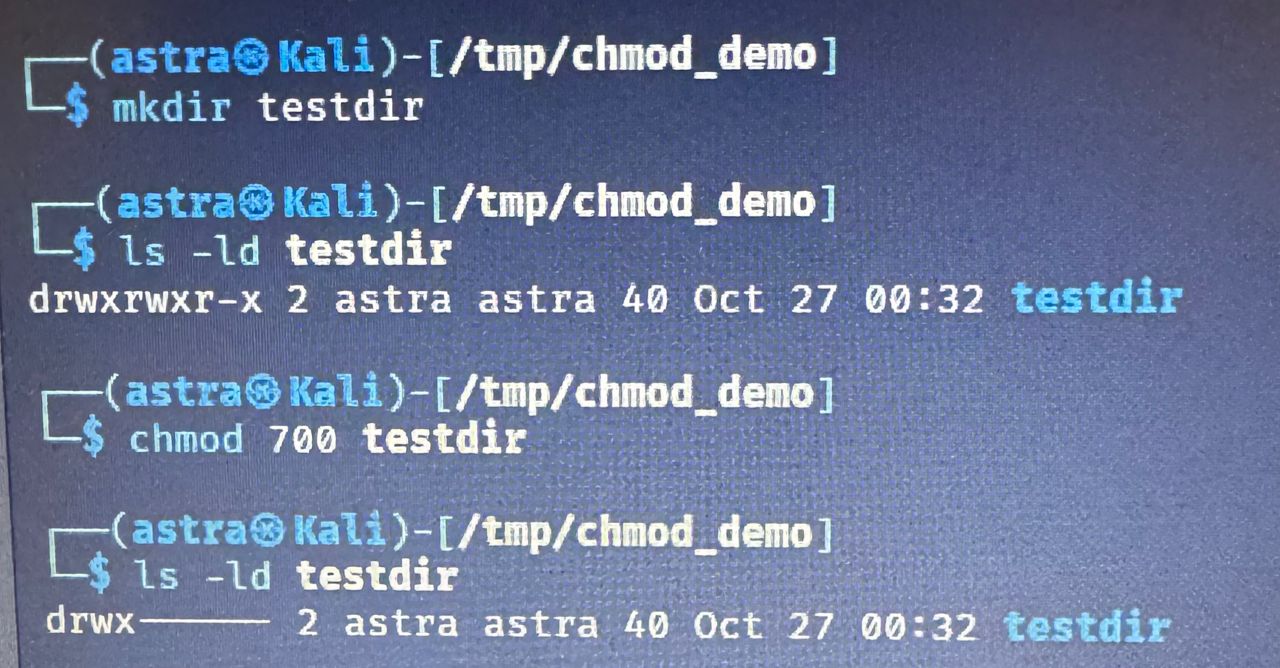 ┌──(astra㉿Kali)-[/tmp/chmod_demo]
└─$ mkdir testdir
┌──(astra㉿Kali)-[/tmp/chmod_demo]
└─$ ls -ld testdir
drwxrwxr-x 2 astra astra 40 Oct 27 00:32 testdir
┌──(astra㉿Kali)-[/tmp/chmod_demo]
└─$ chmod 700 testdir
┌──(astra㉿Kali)-[/tmp/chmod_demo]
└─$ ls -ld testdir
drwx------ 2 astra astra 40 Oct 27 00:32 testdir